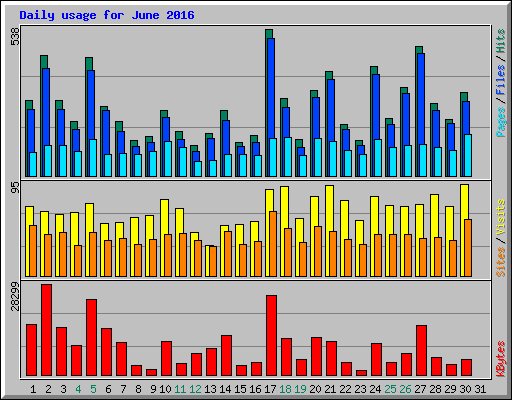 Daily usage for June 2016
538
Pages / Files / Hits
95
Sites / Visits
28299
KBytes
1 2 3 4 5 6 7 8 9 10 11 12 13 14 15 16 17 18 19 20 21 22 23 24 25 26 27 28 29 30 31